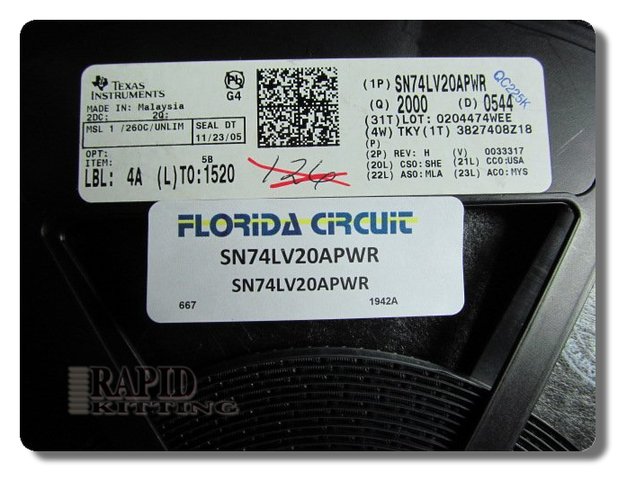 TEXAS INSTRUMENTS
Pb
G4
MADE IN: Malaysia
2DC: 2Q:
MSL 1 /260C/UNLIM
SEAL DT
11/23/05
OPT:
ITEM:
5B
LBL: 4A (L)TO:1520
(1P) SN74LV20APWR
QC225K
(Q) 2000 (D) 0544
(31T)LOT: 0204474WEE
(4W) TKY(1T) 3827408Z18
(P)
(2P) REV: H (V) 0033317
(20L) CSO:SHE (21L) CCO:USA
(22L) ASO:MLA (23L) ACO:MYS
FLORIDA CIRCUIT
SN74LV20APWR
SN74LV20APWR
667 1942A
RAPID
KITTING